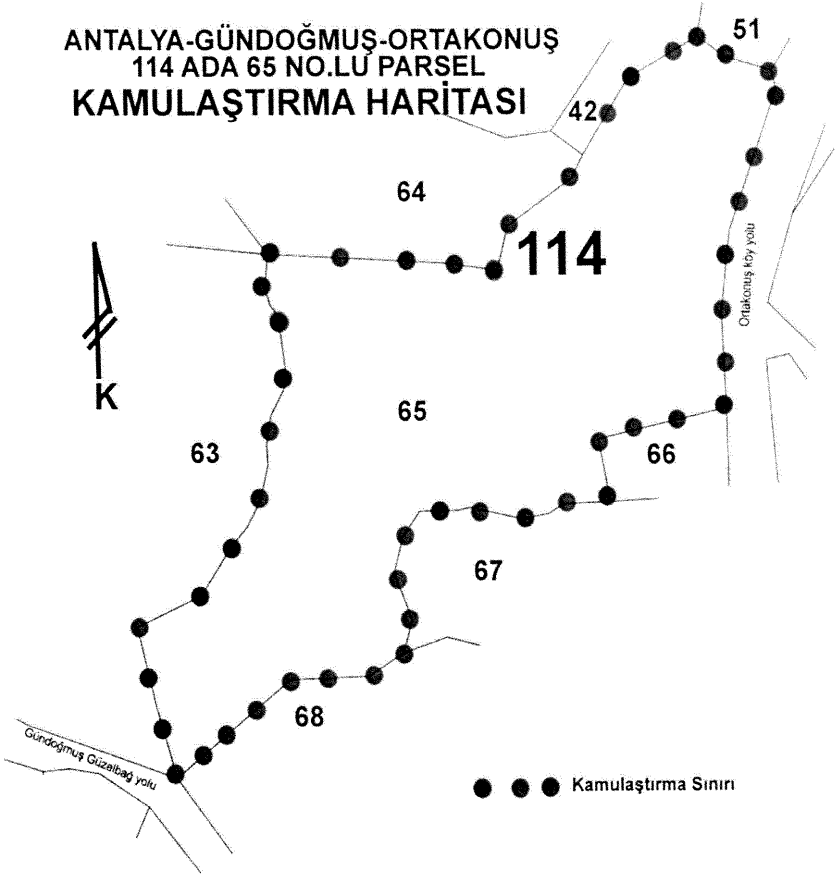 ANTALYA-GÜNDOĞMUŞ-ORTAKONUŞ
114 ADA 65 NO.LU PARSEL
KAMULAŞTIRMA HARİTASI
51
42
64
114
Ortakonuş köy yolu
K
65
63
66
67
68
Gündoğmuş Güzelbağ yolu
Kamulaştırma Sınırı